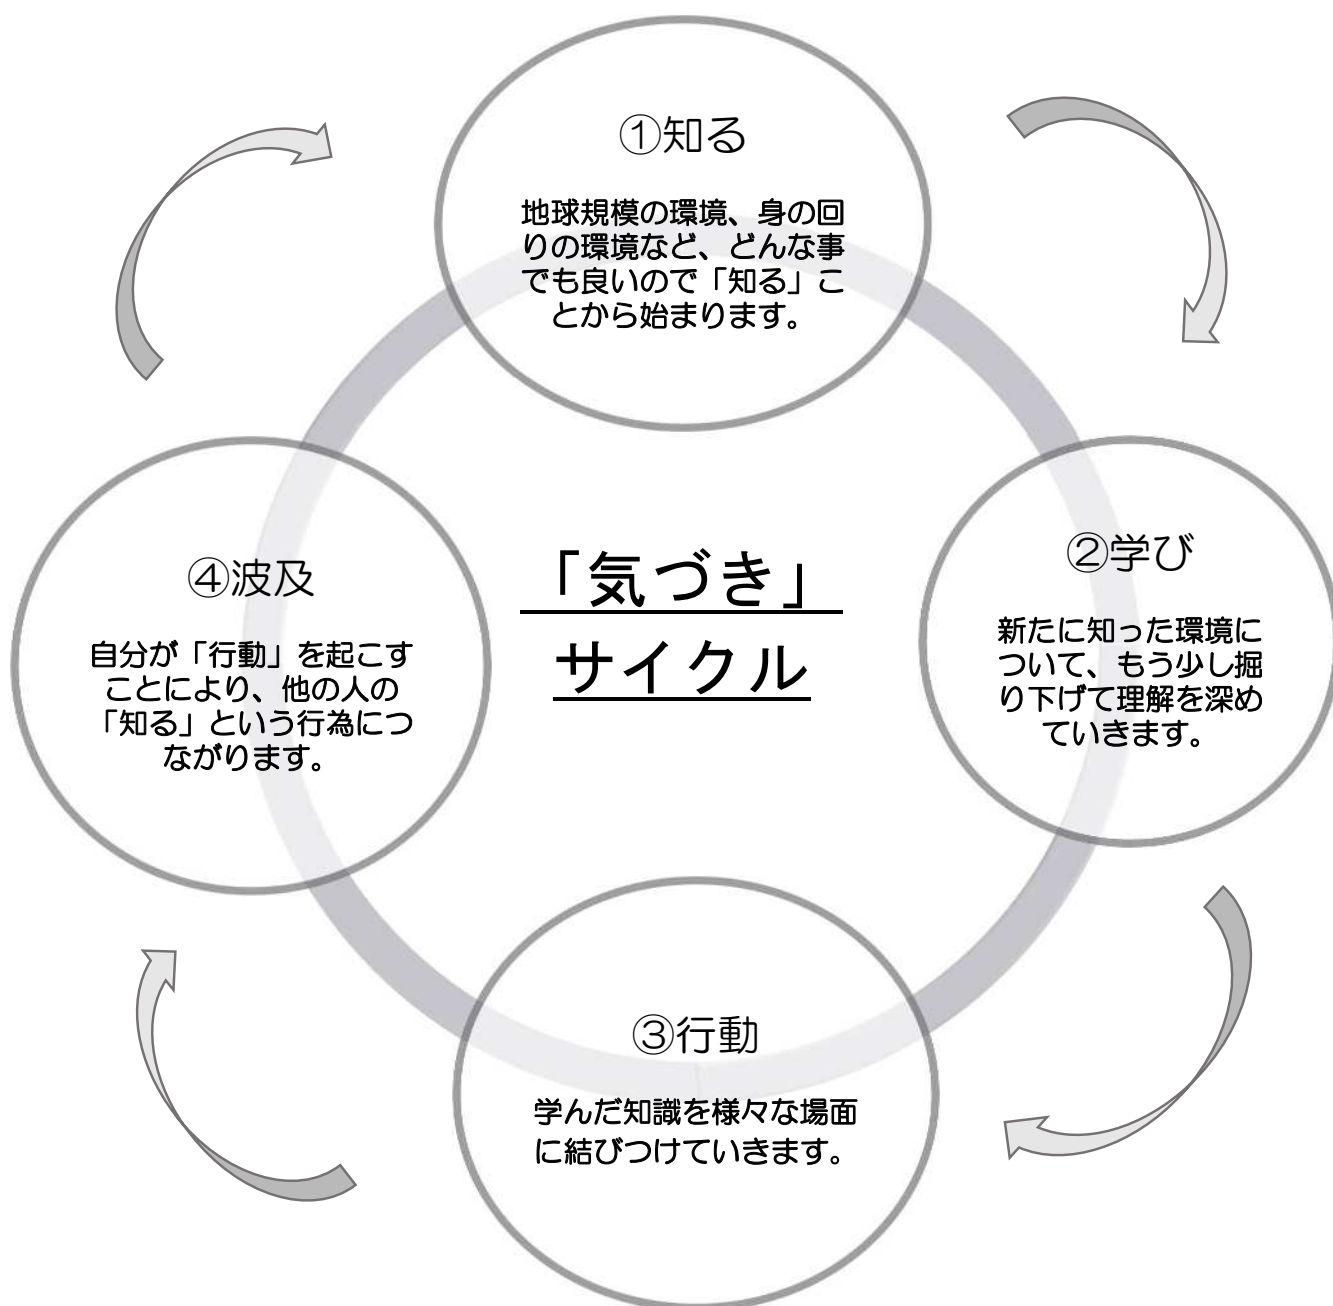 ①知る
地球規模の環境、身の回
りの環境など、どんな事
でも良いので「知る」こ
とから始まります。
②学び
新たに知った環境に
ついて、もう少し掘
り下げて理解を深め
ていきます。
③行動
学んだ知識を様々な場面
に結びつけていきます。
④波及
自分が「行動」を起こす
ことにより、他の人の
「知る」という行為につ
ながります。
「気づき」
サイクル